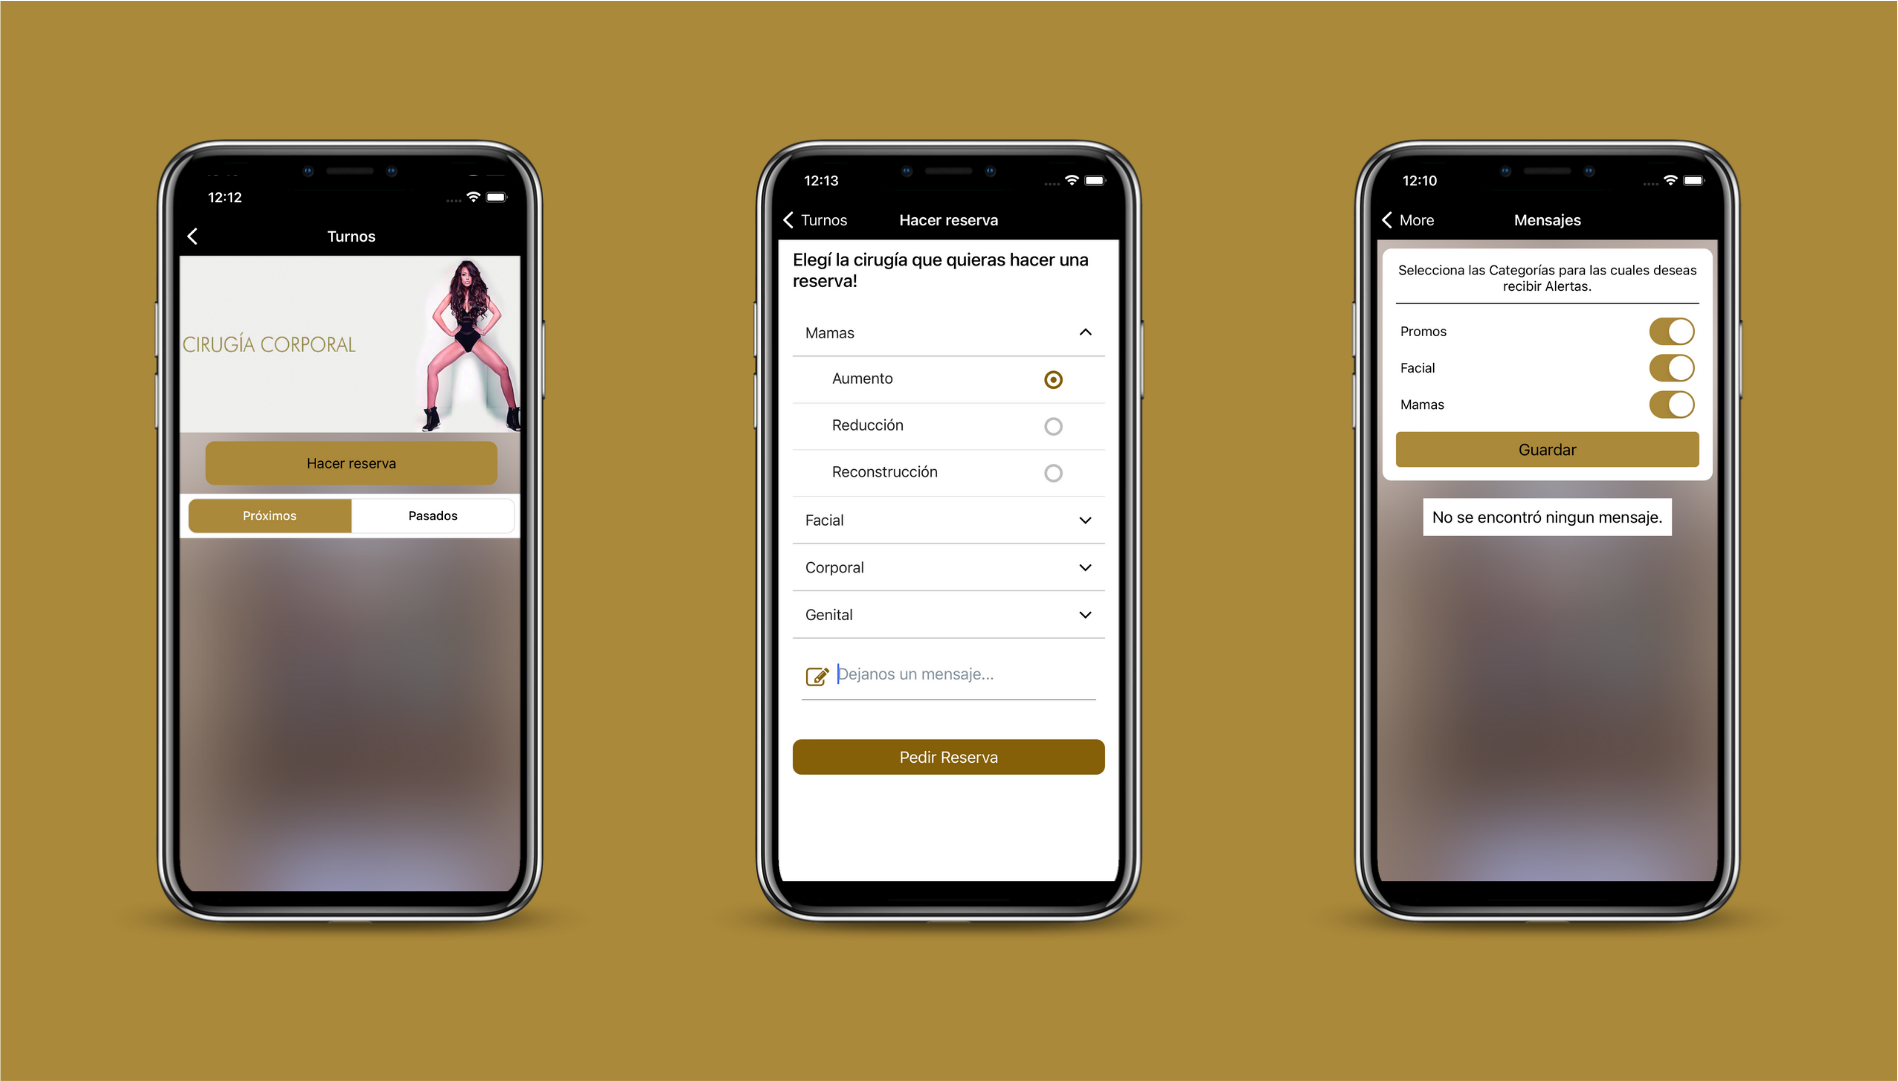 12:12
Turnos
CIRUGÍA CORPORAL
Hacer reserva
Próximos
Pasados
12:13
Turnos
Hacer reserva
Elegí la cirugía que quieras hacer una
reserva!
Mamas
Aumento
Reducción
Reconstrucción
Facial
Corporal
Genital
Dejanos un mensaje...
Pedir Reserva
12:10
More
Mensajes
Selecciona las Categorías para las cuales deseas
recibir Alertas.
Promos
Facial
Mamas
Guardar
No se encontró ningun mensaje.